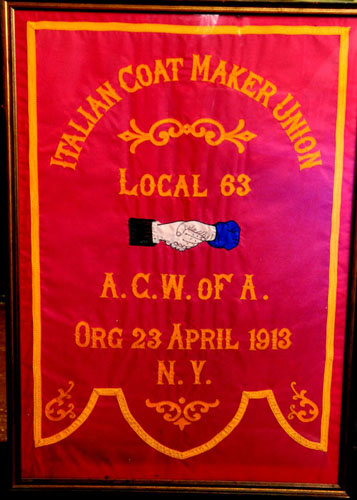 Italian Coat Maker Union
Local 63
A.C.W. of A.
Org 23 April 1913
N.Y.